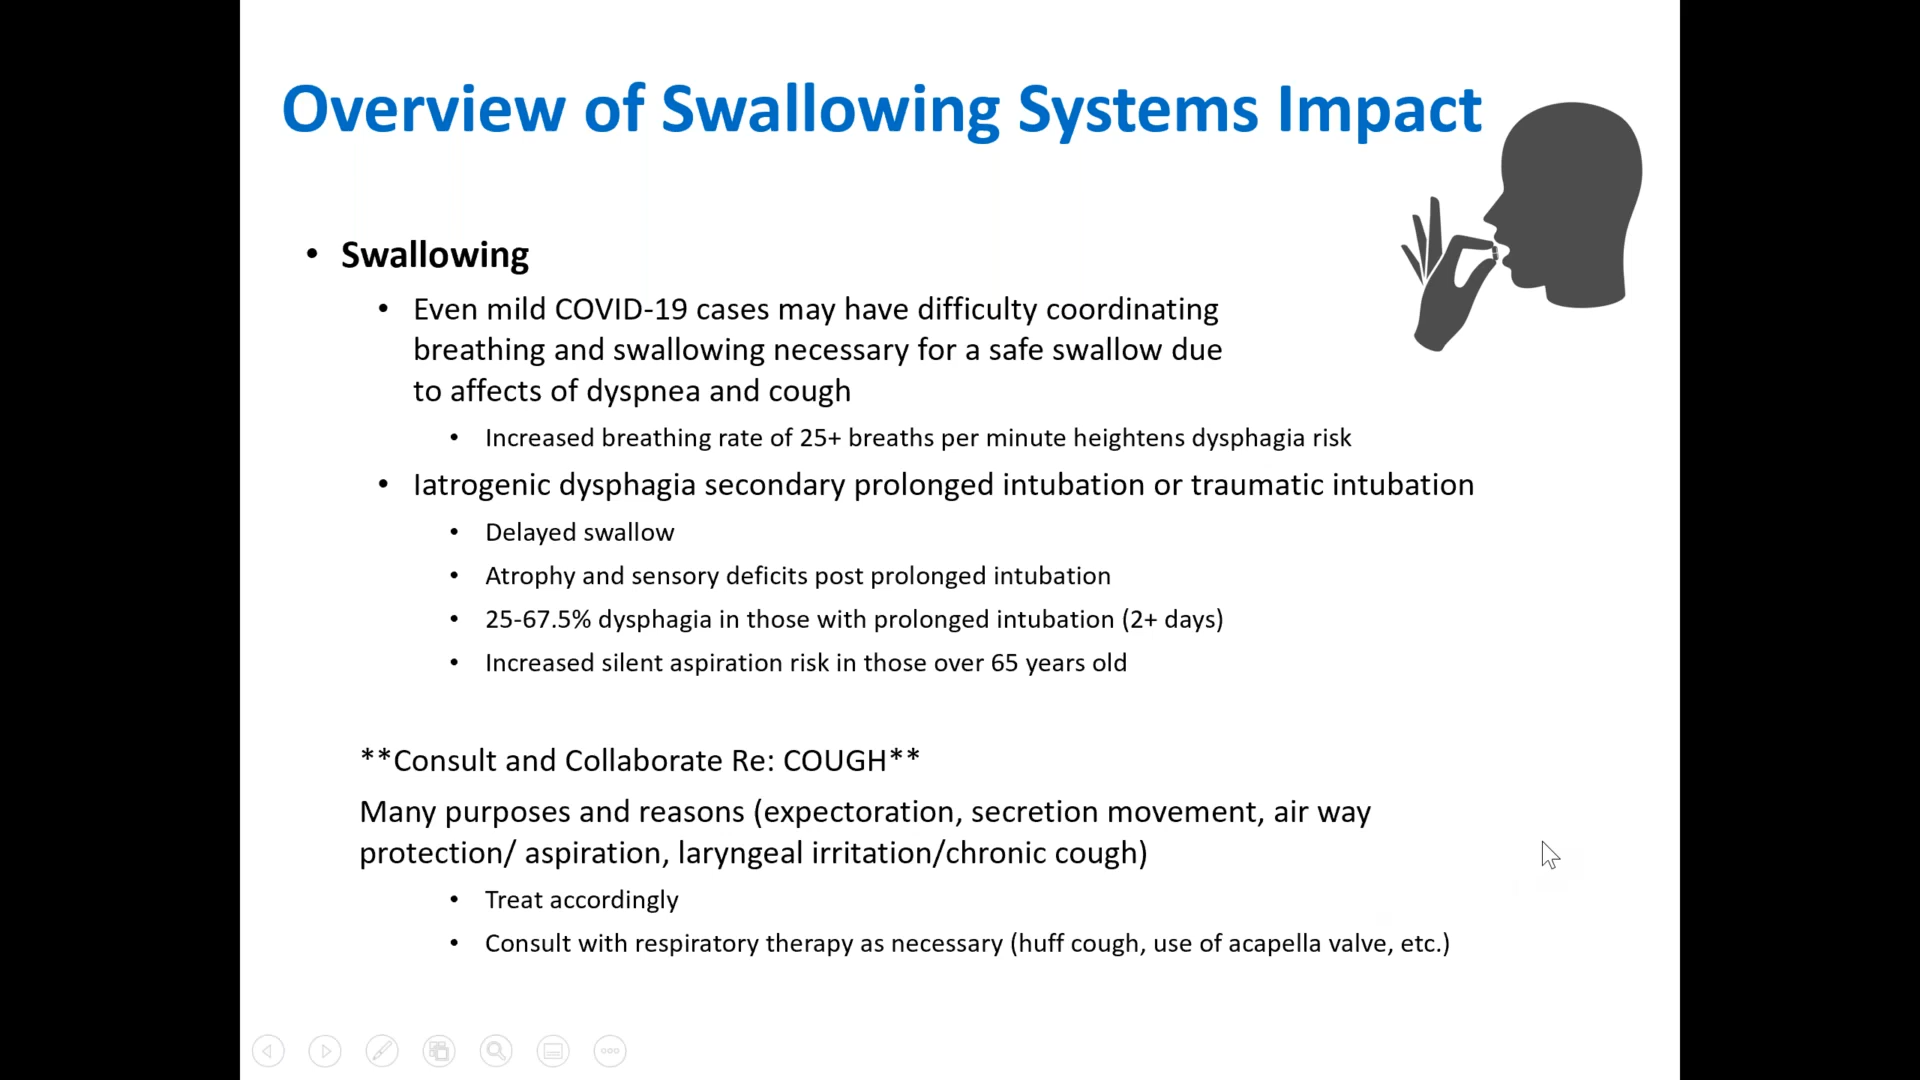 Overview of Swallowing Systems Impact
• Swallowing
• Even mild COVID-19 cases may have difficulty coordinating
breathing and swallowing necessary for a safe swallow due
to affects of dyspnea and cough
• Increased breathing rate of 25+ breaths per minute heightens dysphagia risk
• Iatrogenic dysphagia secondary prolonged intubation or traumatic intubation
• Delayed swallow
• Atrophy and sensory deficits post prolonged intubation
• 25-67.5% dysphagia in those with prolonged intubation (2+ days)
• Increased silent aspiration risk in those over 65 years old
**Consult and Collaborate Re: COUGH**
Many purposes and reasons (expectoration, secretion movement, air way
protection/ aspiration, laryngeal irritation/chronic cough)
• Treat accordingly
• Consult with respiratory therapy as necessary (huff cough, use of acapella valve, etc.)